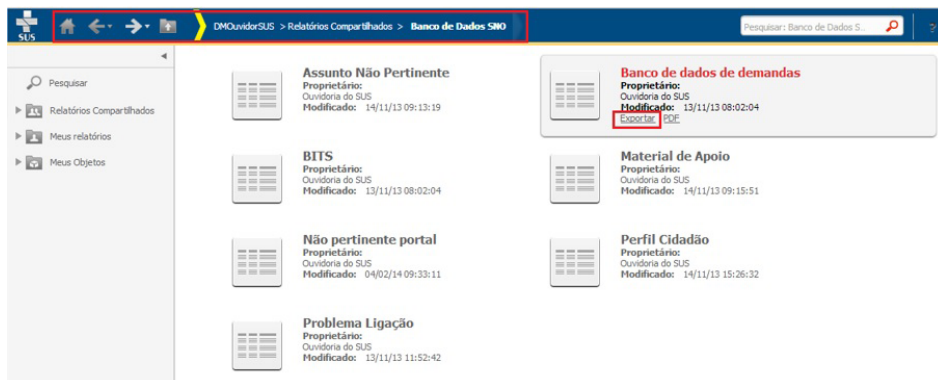 SUS
DMOuvidorSUS > Relatórios Compartilhados > Banco de Dados SNO
Pesquisar: Banco de Dados S...
?
Pesquisar
Relatórios Compartilhados
Meus relatórios
Meus Objetos
Assunto Não Pertinente
Proprietário:
Ouvidoria do SUS
Modificado: 14/11/13 09:13:19
Banco de dados de demandas
Proprietário:
Ouvidoria do SUS
Modificado: 13/11/13 08:02:04
Exportar PDF
BITS
Proprietário:
Ouvidoria do SUS
Modificado: 13/11/13 08:02:04
Material de Apoio
Proprietário:
Ouvidoria do SUS
Modificado: 14/11/13 09:15:51
Não pertinente portal
Proprietário:
Ouvidoria do SUS
Modificado: 04/02/14 09:33:11
Perfil Cidadão
Proprietário:
Ouvidoria do SUS
Modificado: 14/11/13 15:26:32
Problema Ligação
Proprietário:
Ouvidoria do SUS
Modificado: 13/11/13 11:52:42